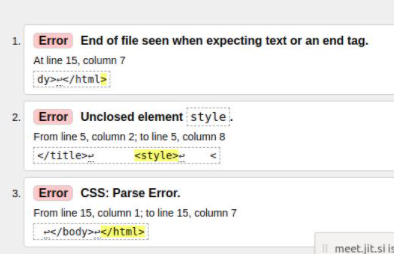 1. Error End of file seen when expecting text or an end tag.
At line 15, column 7
dy>↩</html>
2. Error Unclosed element style.
From line 5, column 2; to line 5, column 8
</title>↩ <style>↩ <
3. Error CSS: Parse Error.
From line 15, column 1; to line 15, column 7
↩</body>↩</html>
meet.jit.si is